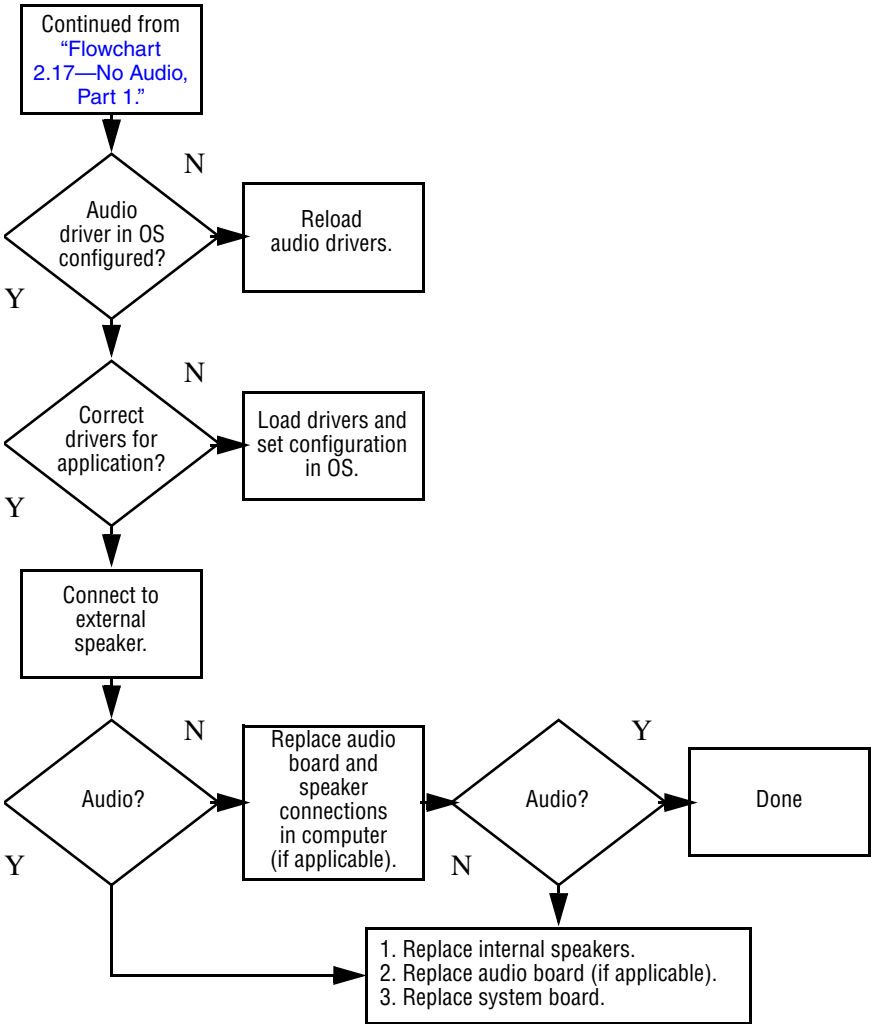 Continued from
“Flowchart
2.17—No Audio,
Part 1.”
N
Audio
driver in OS
configured?
Reload
audio drivers.
Y
N
Correct
drivers for
application?
Load drivers and
set configuration
in OS.
Y
Connect to
external
speaker.
N
Audio?
Y
Replace audio
board and
speaker
connections
in computer
(if applicable).
Y
Audio?
N
Done
1. Replace internal speakers.
2. Replace audio board (if applicable).
3. Replace system board.